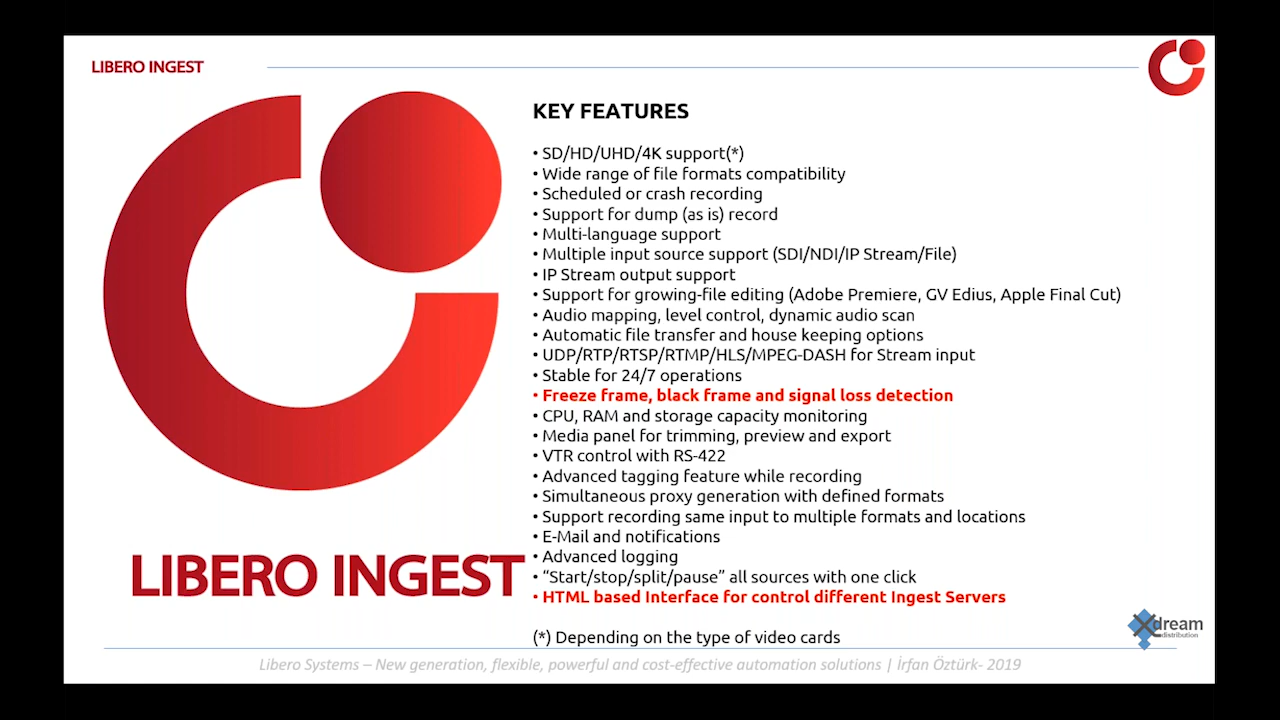 LIBERO INGEST
KEY FEATURES
• SD/HD/UHD/4K support(*)
• Wide range of file formats compatibility
• Scheduled or crash recording
• Support for dump (as is) record
• Multi-language support
• Multiple input source support (SDI/NDI/IP Stream/File)
• IP Stream output support
• Support for growing-file editing (Adobe Premiere, GV Edius, Apple Final Cut)
• Audio mapping, level control, dynamic audio scan
• Automatic file transfer and house keeping options
• UDP/RTP/RTSP/RTMP/HLS/MPEG-DASH for Stream input
• Stable for 24/7 operations
• Freeze frame, black frame and signal loss detection
• CPU, RAM and storage capacity monitoring
• Media panel for trimming, preview and export
• VTR control with RS-422
• Advanced tagging feature while recording
• Simultaneous proxy generation with defined formats
• Support recording same input to multiple formats and locations
• E-Mail and notifications
• Advanced logging
• “Start/stop/split/pause” all sources with one click
• HTML based Interface for control different Ingest Servers
(*) Depending on the type of video cards
LIBERO INGEST
Xdream
distribution
Libero Systems – New generation, flexible, powerful and cost-effective automation solutions | İrfan Öztürk- 2019